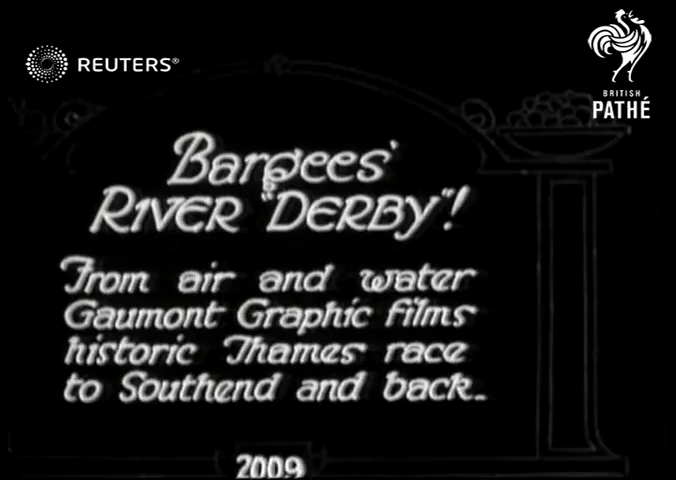 REUTERS®
BRITISH
PATHÉ
Bargees'
RIVER "DERBY"!
From air and water
Gaumont Graphic films
historic Thames race
to Southend and back..
2009